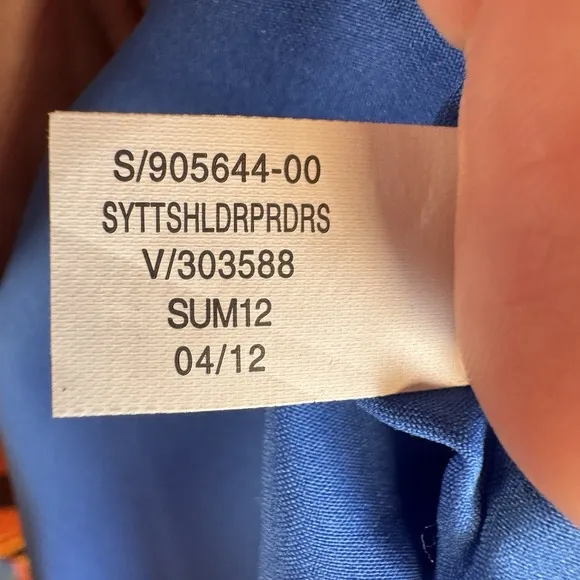 S/905644-00
SYTTSHLDRPRDRS
V/303588
SUM12
04/12